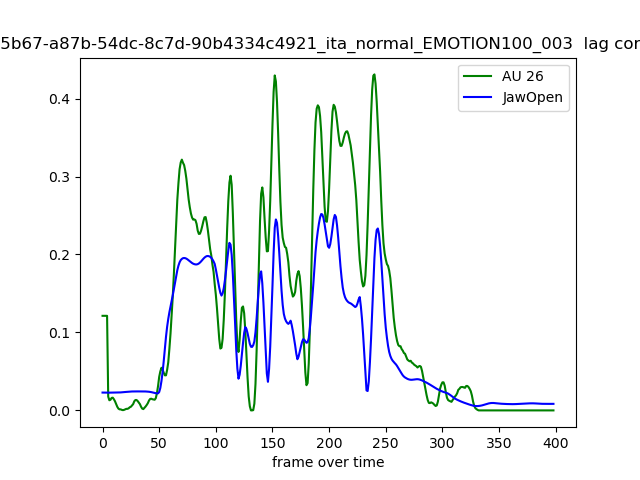 5b67-a87b-54dc-8c7d-90b4334c4921_ita_normal_EMOTION100_003 lag cor
AU 26
JawOpen
0.4
0.3
0.2
0.1
0.0
0 50 100 150 200 250 300 350 400
frame over time